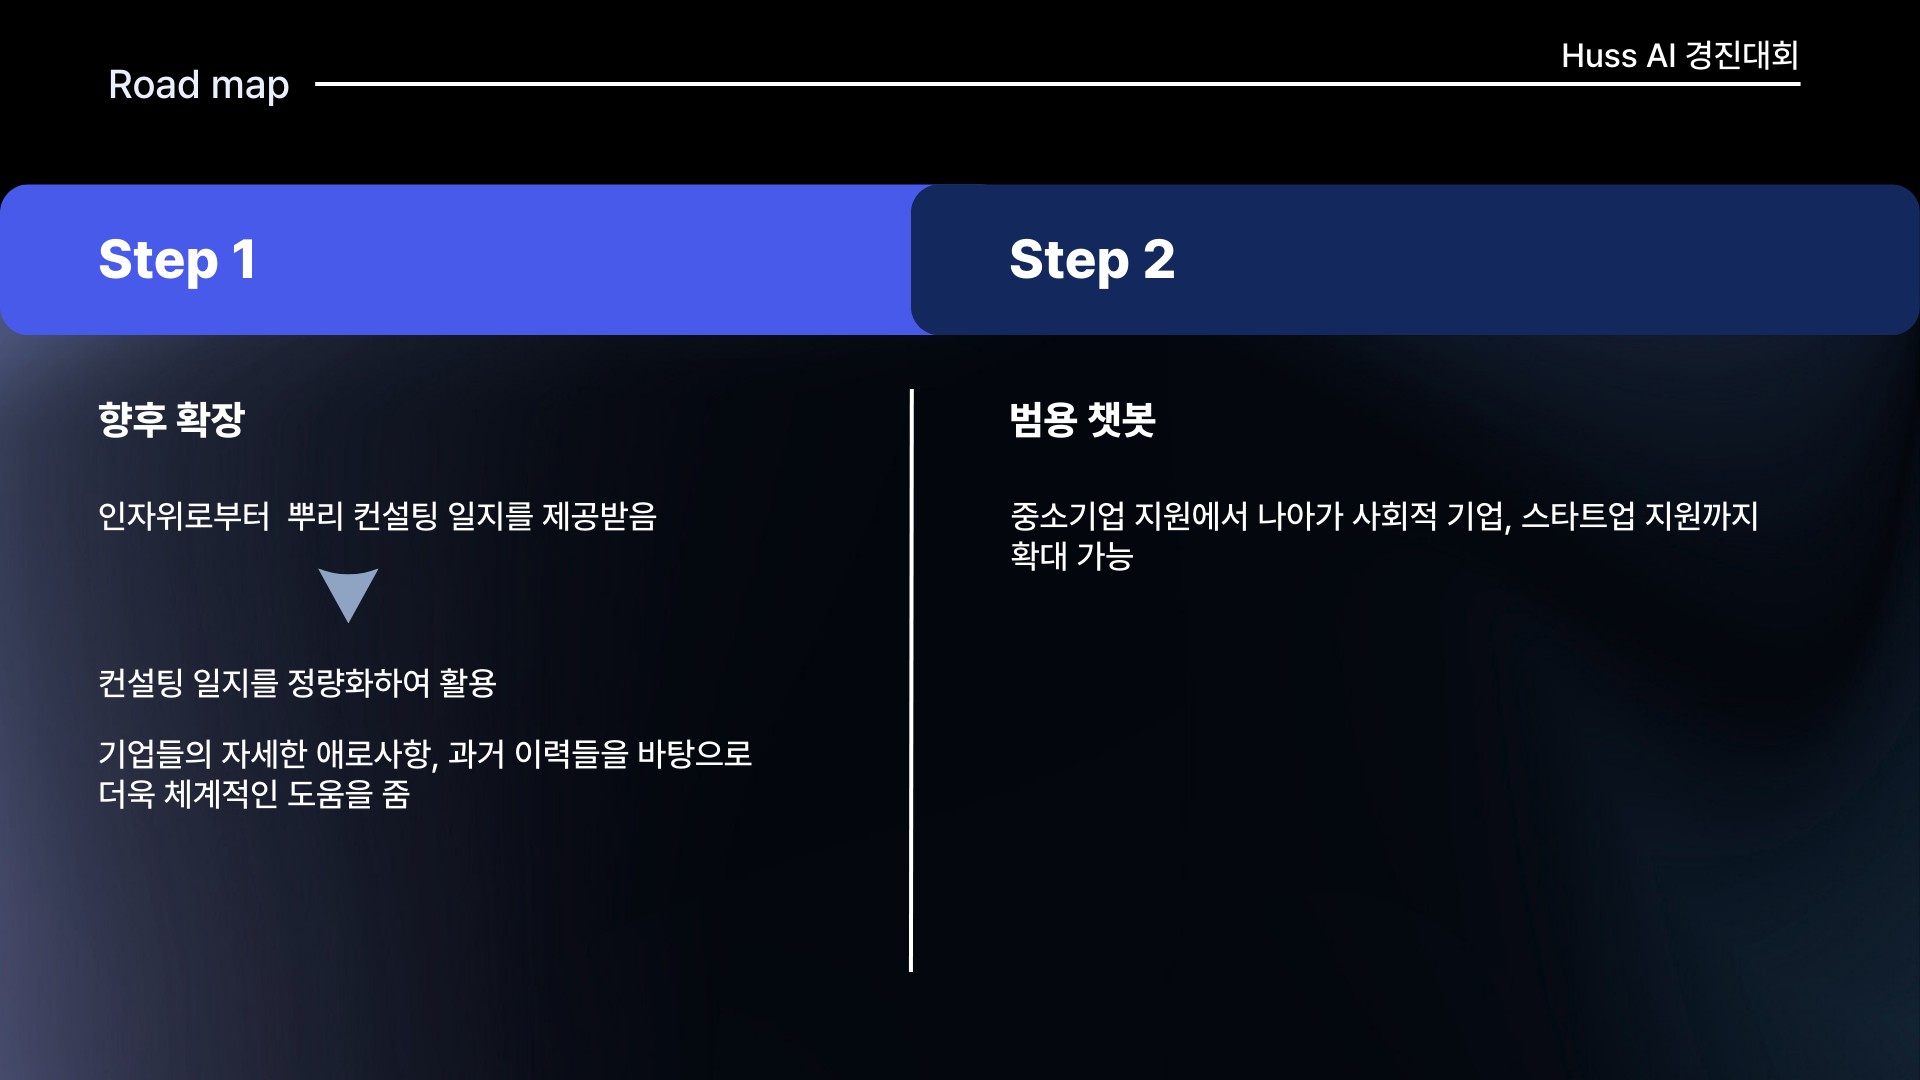 Road map
Huss AI 경진대회
Step 1
향후 확장
인자위로부터  뿌리 컨설팅 일지를 제공받음
컨설팅 일지를 정량화하여 활용
기업들의 자세한 애로사항, 과거 이력들을 바탕으로
더욱 체계적인 도움을 줌
Step 2
범용 챗봇
중소기업 지원에서 나아가 사회적 기업, 스타트업 지원까지
확대 가능